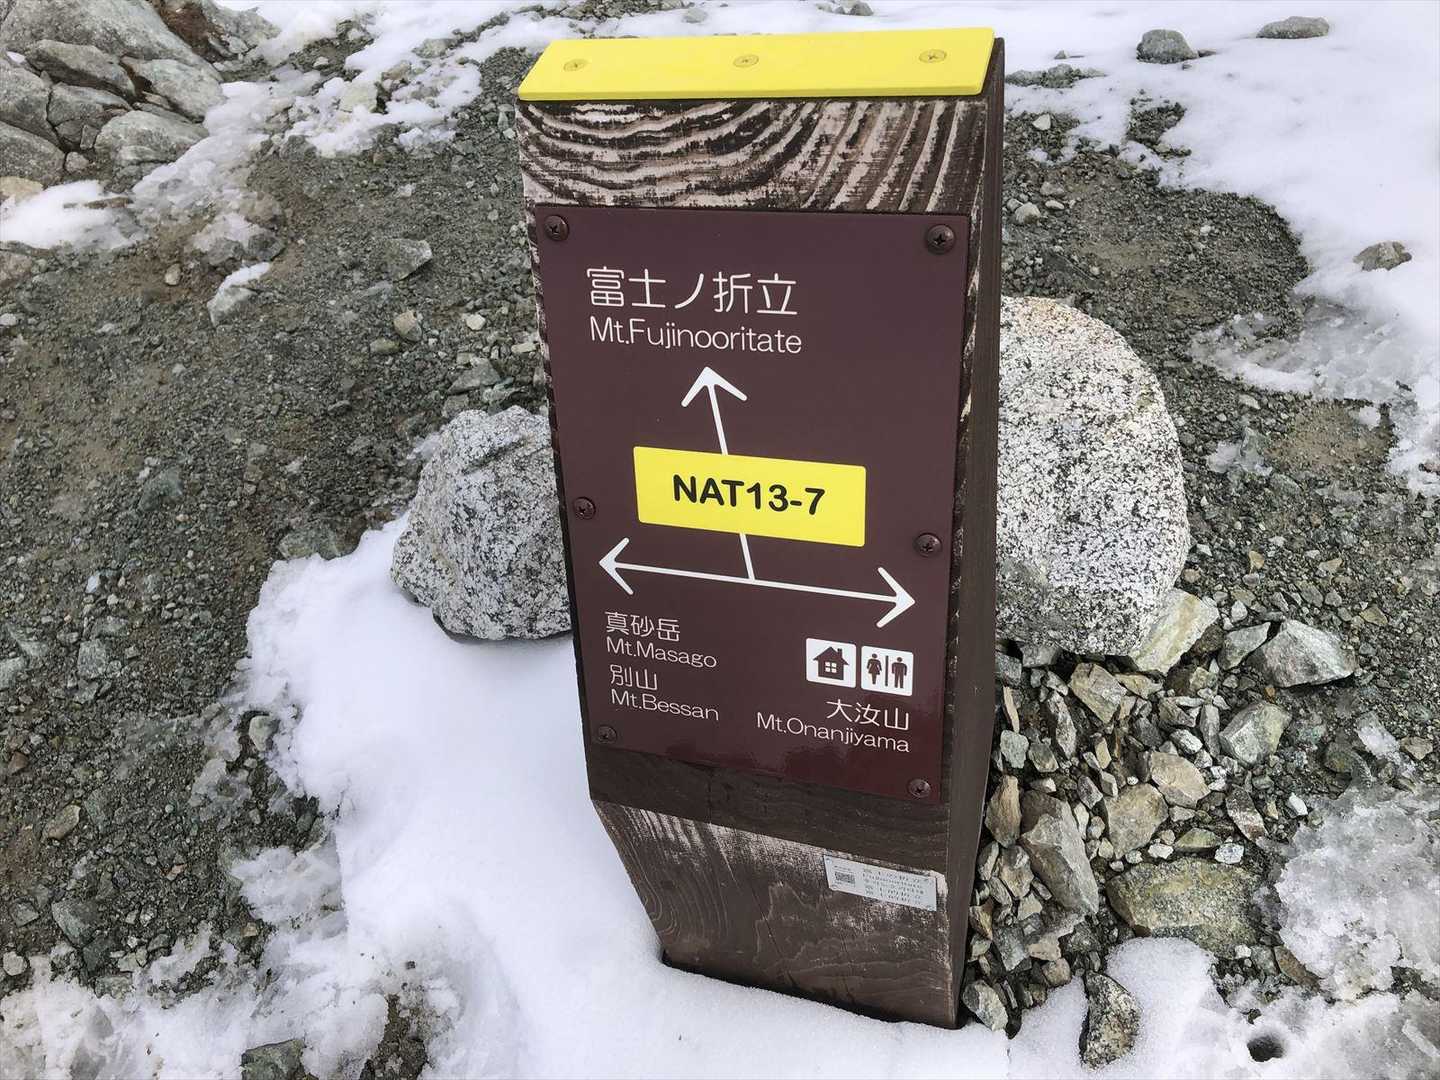 富士ノ折立
Mt.Fujinooritate
NAT13-7
真砂岳
Mt.Masago
別山
Mt.Bessan
大汝山
Mt.Onanjiyama